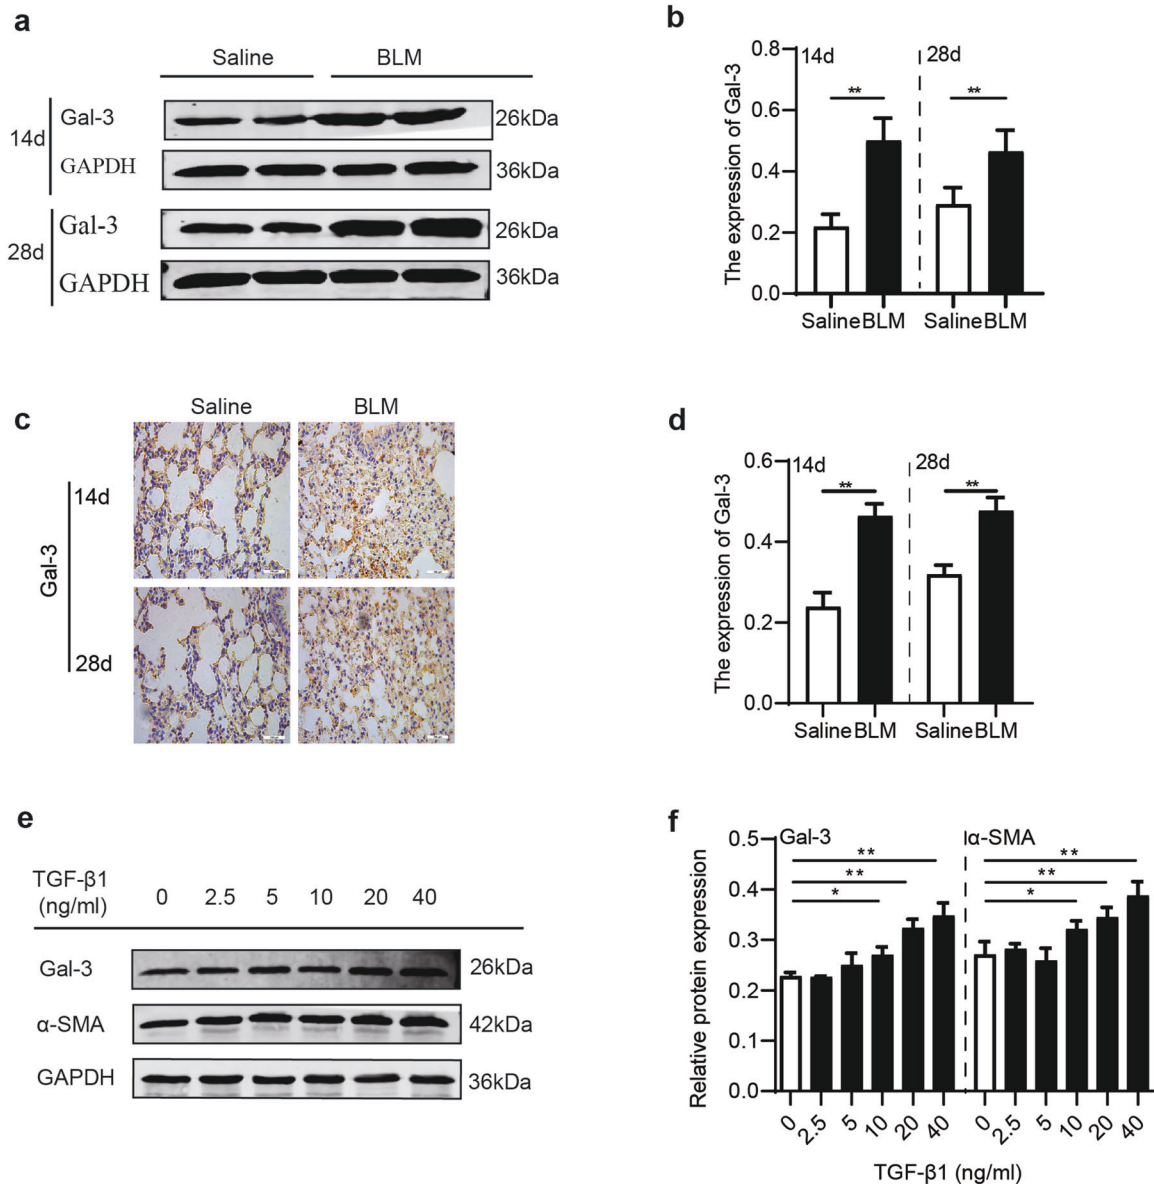 a
Saline BLM
14d
Gal-3 26kDa
GAPDH 36kDa
28d
Gal-3 26kDa
GAPDH 36kDa
b
The expression of Gal-3
0.8
0.6
0.4
0.2
0.0
14d 28d
** **
Saline BLM Saline BLM
c
Saline BLM
Gal-3
14d
28d
d
The expression of Gal-3
0.6
0.4
0.2
0.0
14d 28d
** **
Saline BLM Saline BLM
e
TGF-β1
(ng/ml)
0 2.5 5 10 20 40
Gal-3 26kDa
α-SMA 42kDa
GAPDH 36kDa
f
Relative protein expression
0.5
0.4
0.3
0.2
0.1
0.0
Gal-3 α-SMA
** **
** **
* *
0 2.5 5 10 20 40 0 2.5 5 10 20 40
TGF-β1 (ng/ml)